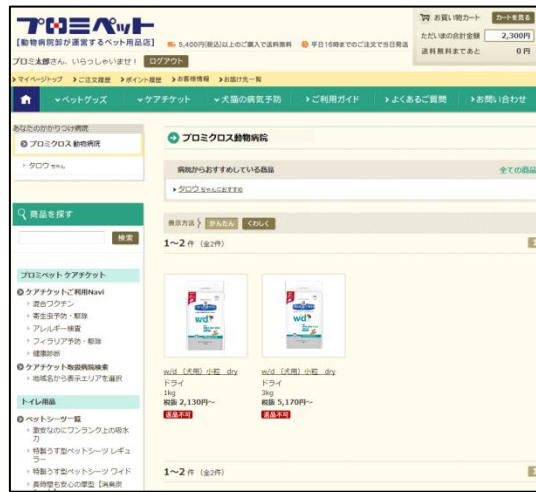 プロミペット
【動物病院卸が運営するペット用品店】
5,400円(税込)以上のご購入で送料無料
平日16時までのご注文で当日発送
お買い物カート
カートを見る
ただいまの合計金額
2,300円
送料無料まであと
0円
プロミ太郎さん、いらっしゃいませ！
ログアウト
マイページトップ
ご注文履歴
ポイント履歴
お客様情報
お届け先一覧
ペットグッズ
ケアチケット
犬猫の病気予防
ご利用ガイド
よくあるご質問
お問い合わせ
あなたのかかりつけ病院
プロミクロス 動物病院
タロウ ちゃん
プロミクロス動物病院
病院からおすすめしている商品
全ての商品
タロウ ちゃんにおすすめ
商品を探す
検索
表示方法
かんたん
くわしく
1～2 件 (全2件)
1
プロミペット ケアチケット
ケアチケットご利用Navi
混合ワクチン
寄生虫予防・駆除
アレルギー検査
フィラリア予防・駆除
健康診断
ケアチケット取扱病院検索
地域名から表示エリアを選択
トイレ用品
ペットシーツ一覧
激安なのにワンランク上の吸水
力
特製うす型ペットシーツ レギュ
ラー
特製うす型ペットシーツ ワイド
長時間も安心の厚型【消臭炭
w/d
w/d
w/d （犬用）小粒 dry
ドライ
1kg
税抜 2,130円～
返品不可
w/d （犬用）小粒 dry
ドライ
3kg
税抜 5,170円～
返品不可
1～2 件 (全2件)
1